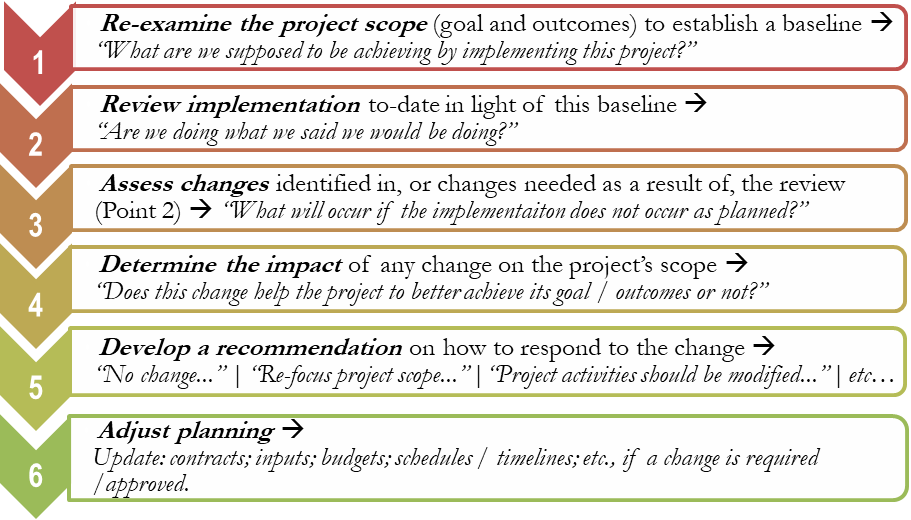 1
Re-examine the project scope (goal and outcomes) to establish a baseline →
“What are we supposed to be achieving by implementing this project?”
2
Review implementation to-date in light of this baseline →
“Are we doing what we said we would be doing?”
3
Assess changes identified in, or changes needed as a result of, the review
(Point 2) → “What will occur if the implementaiton does not occur as planned?”
4
Determine the impact of any change on the project’s scope →
“Does this change help the project to better achieve its goal / outcomes or not?”
5
Develop a recommendation on how to respond to the change →
“No change...” | “Re-focus project scope...” | “Project activities should be modified...” | etc…
6
Adjust planning →
Update: contracts; inputs; budgets; schedules / timelines; etc., if a change is required
/approved.